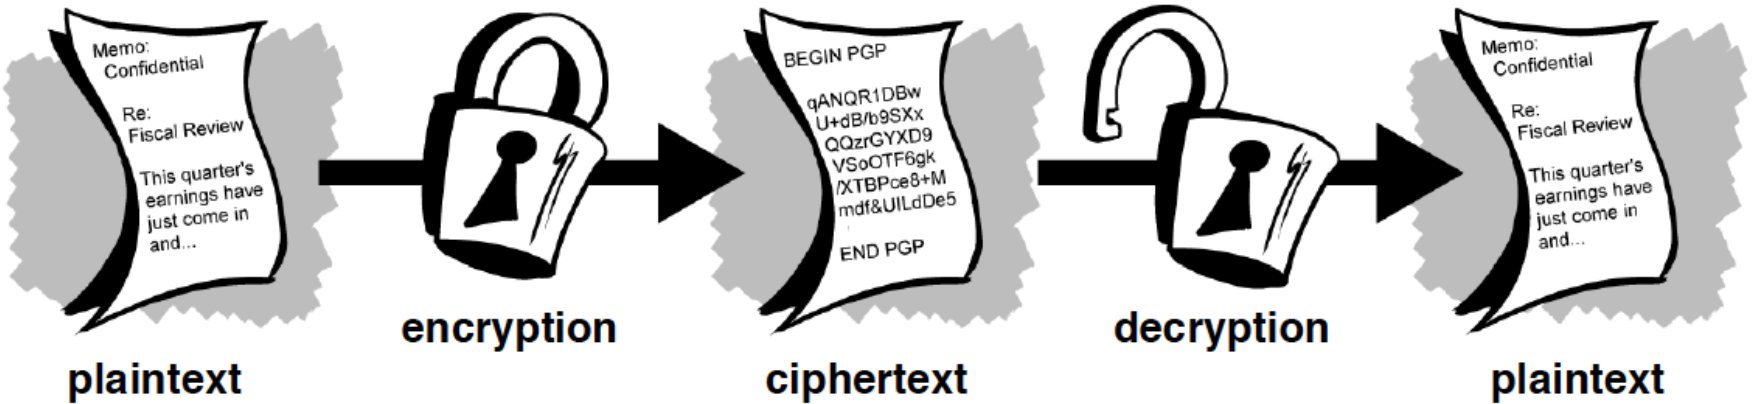 Memo:
Confidential
Re:
Fiscal Review
This quarter's
earnings have
just come in
and...
plaintext
encryption
BEGIN PGP
qANQR1DBw
U+dB/b9SXx
QQzrGYXD9
VSoOTF6gk
/XTBPce8+M
mdf&UILdDe5
END PGP
ciphertext
decryption
Memo:
Confidential
Re:
Fiscal Review
This quarter's
earnings have
just come in
and...
plaintext